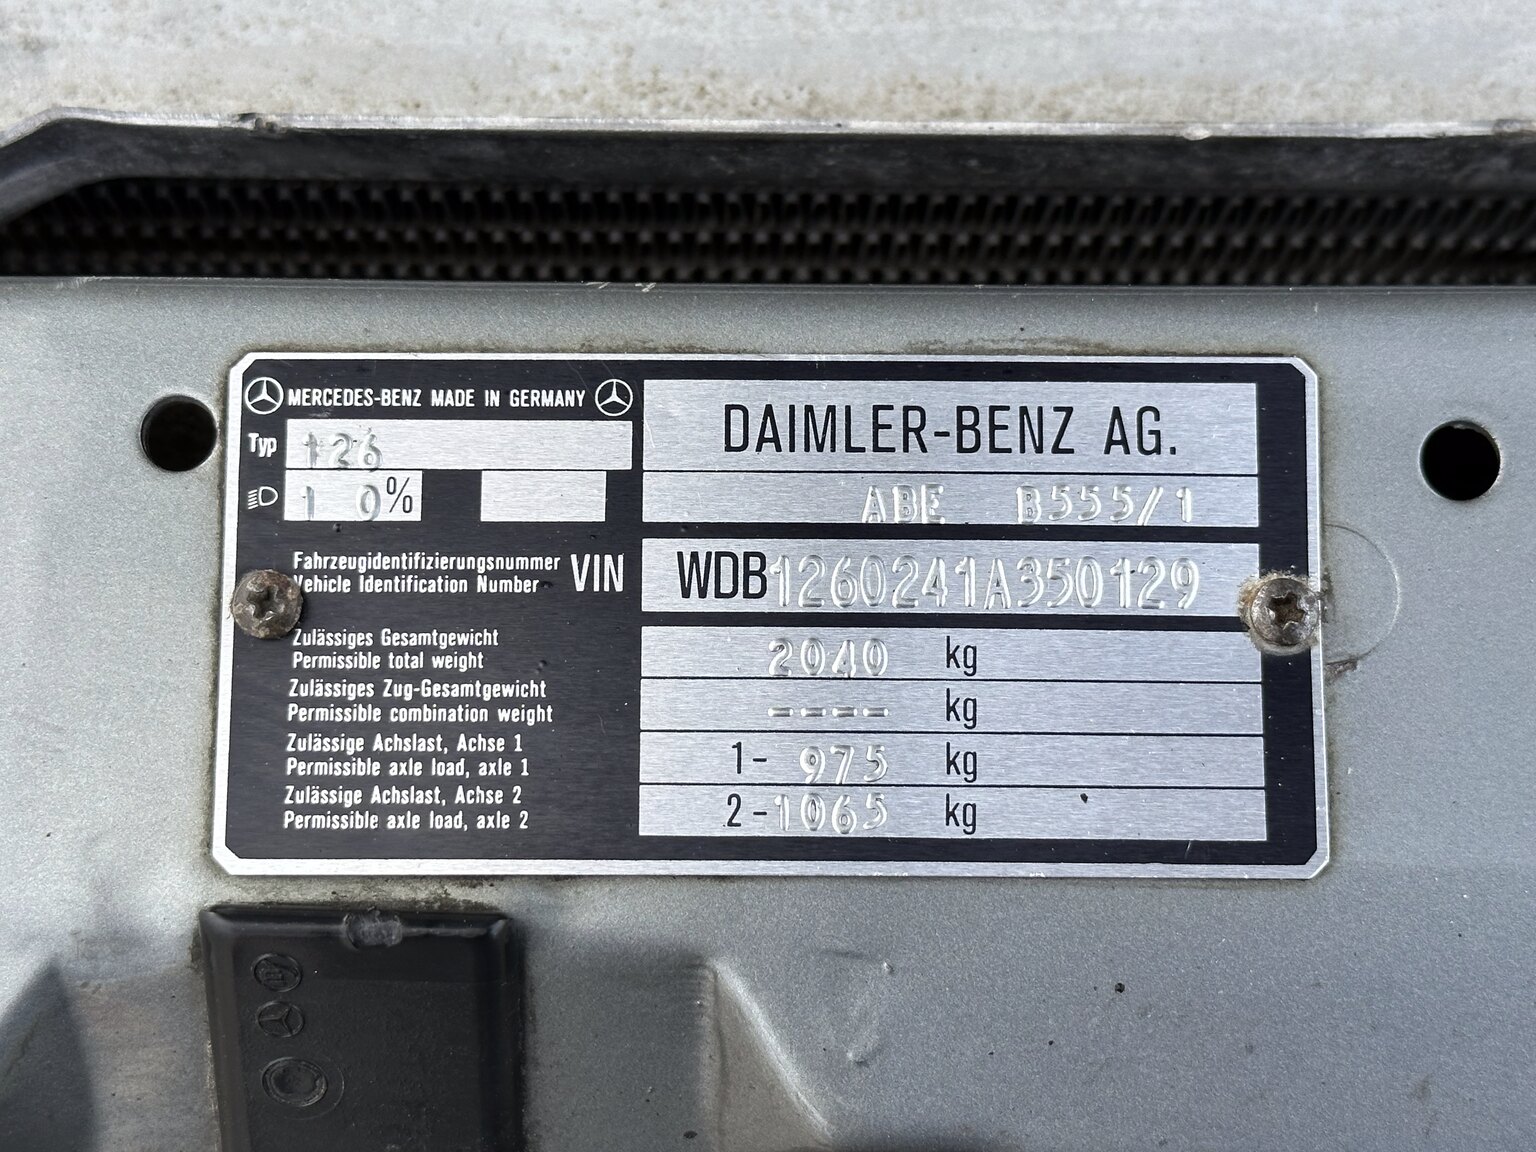 MERCEDES-BENZ MADE IN GERMANY
DAIMLER-BENZ AG.
Typ 126
1 0%
ABE B555/1
Fahrzeugidentifizierungsnummer
Vehicle Identification Number
VIN
WDB1260241A350129
Zulässiges Gesamtgewicht
Permissible total weight
2040 kg
Zulässiges Zug-Gesamtgewicht
Permissible combination weight
---- kg
Zulässige Achslast, Achse 1
Permissible axle load, axle 1
1- 975 kg
Zulässige Achslast, Achse 2
Permissible axle load, axle 2
2-1065 kg